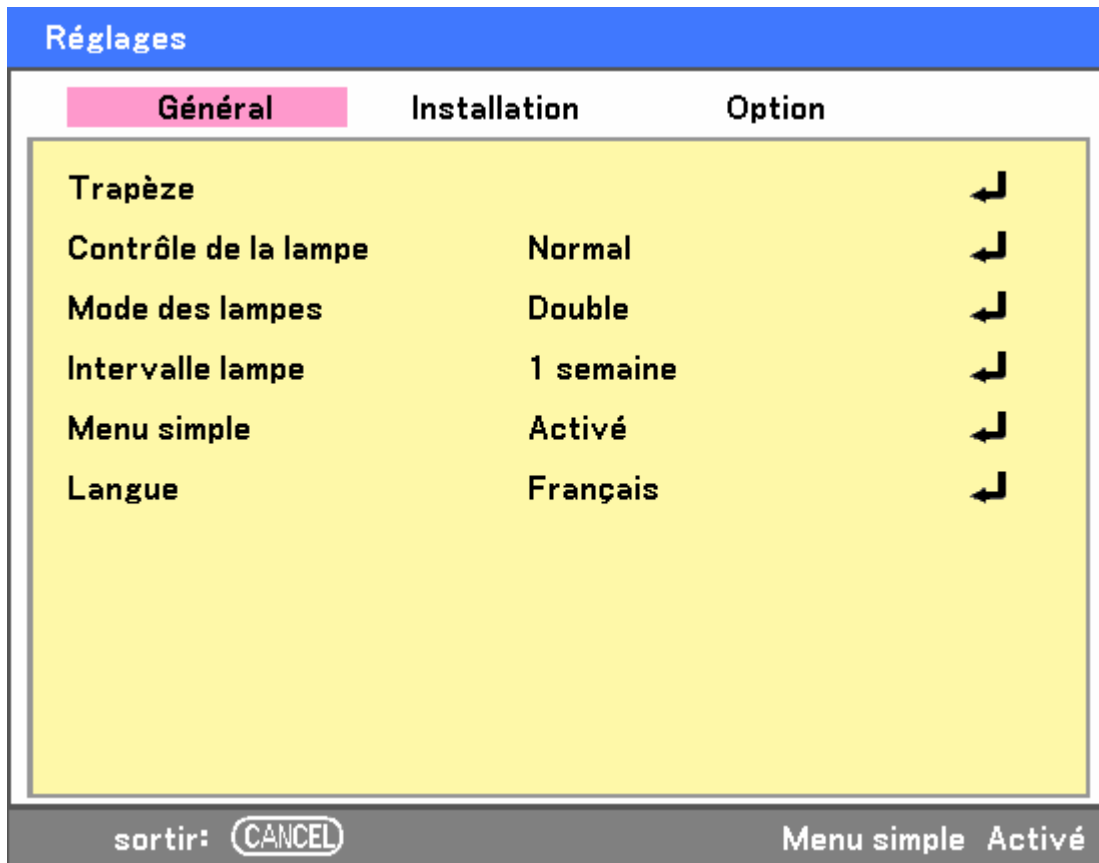 Réglages
Général Installation Option
Trapèze
Contrôle de la lampe Normal
Mode des lampes Double
Intervalle lampe 1 semaine
Menu simple Activé
Langue Français
sortir: CANCEL Menu simple Activé